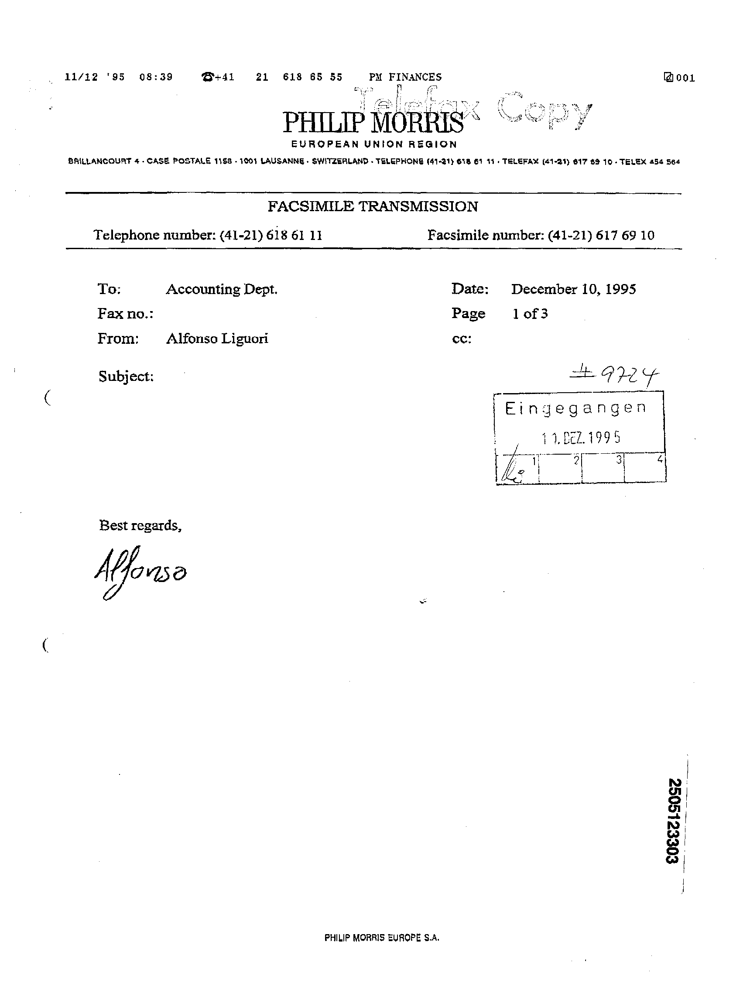 11/12 '95 08:39 ☎+41 21 618 65 55 PM FINANCES 001
Telefax Copy
PHILIP MORRIS
EUROPEAN UNION REGION
BRILLANCOURT 4 - CASE POSTALE 1158 - 1001 LAUSANNE - SWITZERLAND - TELEPHONE (41-21) 618 61 11 - TELEFAX (41-21) 617 69 10 - TELEX 454 564
FACSIMILE TRANSMISSION
Telephone number: (41-21) 618 61 11 Facsimile number: (41-21) 617 69 10
To: Accounting Dept. Date: December 10, 1995
Fax no.: Page 1 of 3
From: Alfonso Liguori cc:
Subject:
# 9724
Eingegangen
11. DEZ. 1995
1 2 3 4
Best regards,
Alfonso
2505123303
PHILIP MORRIS EUROPE S.A.